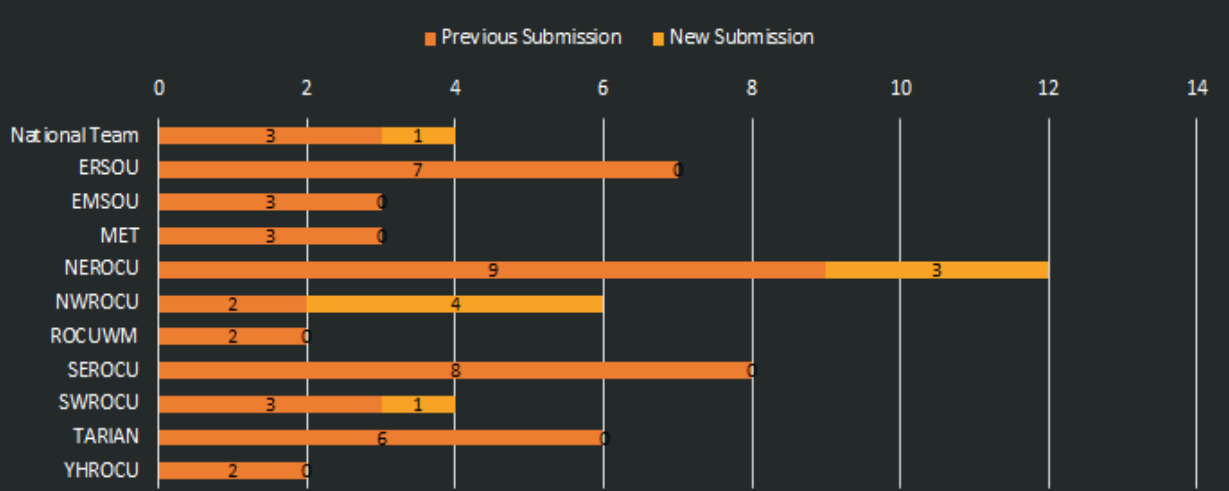 Previous Submission New Submission
0 2 4 6 8 10 12 14
National Team 3 1
ERSOU 7 0
EMSOU 3 0
MET 3 0
NEROCU 9 3
NWROCU 2 4
ROCUWM 2 0
SEROCU 8 0
SWROCU 3 1
TARIAN 6 0
YHROCU 2 0